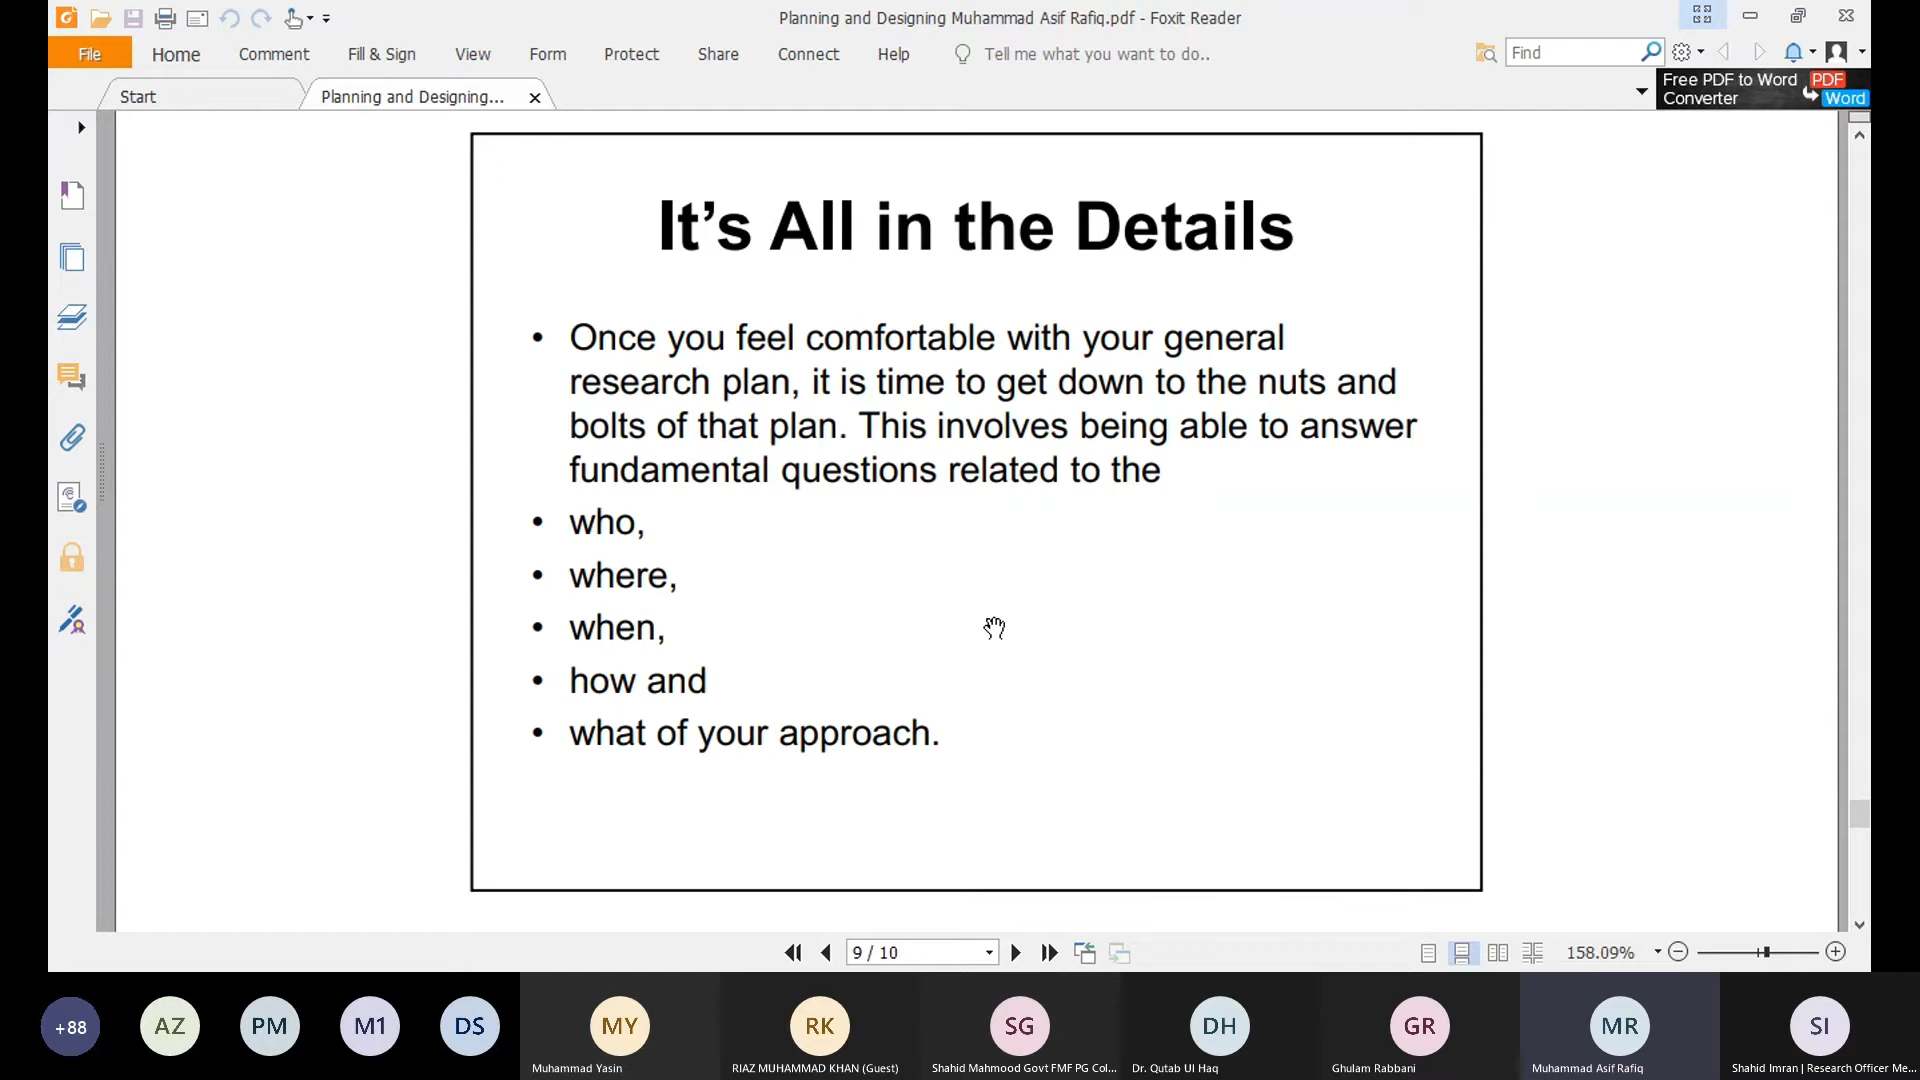 Planning and Designing Muhammad Asif Rafiq.pdf - Foxit Reader
File Home Comment Fill & Sign View Form Protect Share Connect Help Tell me what you want to do.. Find
Start Planning and Designing...
Free PDF to Word PDF
Converter Word
It’s All in the Details
• Once you feel comfortable with your general
research plan, it is time to get down to the nuts and
bolts of that plan. This involves being able to answer
fundamental questions related to the
• who,
• where,
• when,
• how and
• what of your approach.
9 / 10 158.09%
+88 AZ PM M1 DS MY RK SG DH GR MR SI
Muhammad Yasin RIAZ MUHAMMAD KHAN (Guest) Shahid Mahmood Govt FMF PG Col... Dr. Qutab Ul Haq Ghulam Rabbani Muhammad Asif Rafiq Shahid Imran | Research Officer Me...